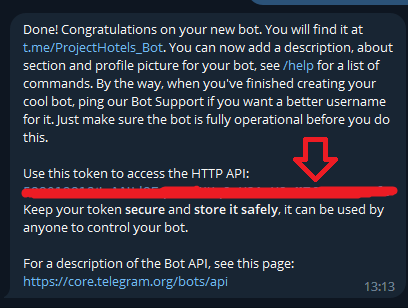 Done! Congratulations on your new bot. You will find it at
t.me/ProjectHotels_Bot. You can now add a description, about
section and profile picture for your bot, see /help for a list of
commands. By the way, when you've finished creating your
cool bot, ping our Bot Support if you want a better username
for it. Just make sure the bot is fully operational before you do
this.
Use this token to access the HTTP API:
Keep your token secure and store it safely, it can be used by
anyone to control your bot.
For a description of the Bot API, see this page:
https://core.telegram.org/bots/api
13:13